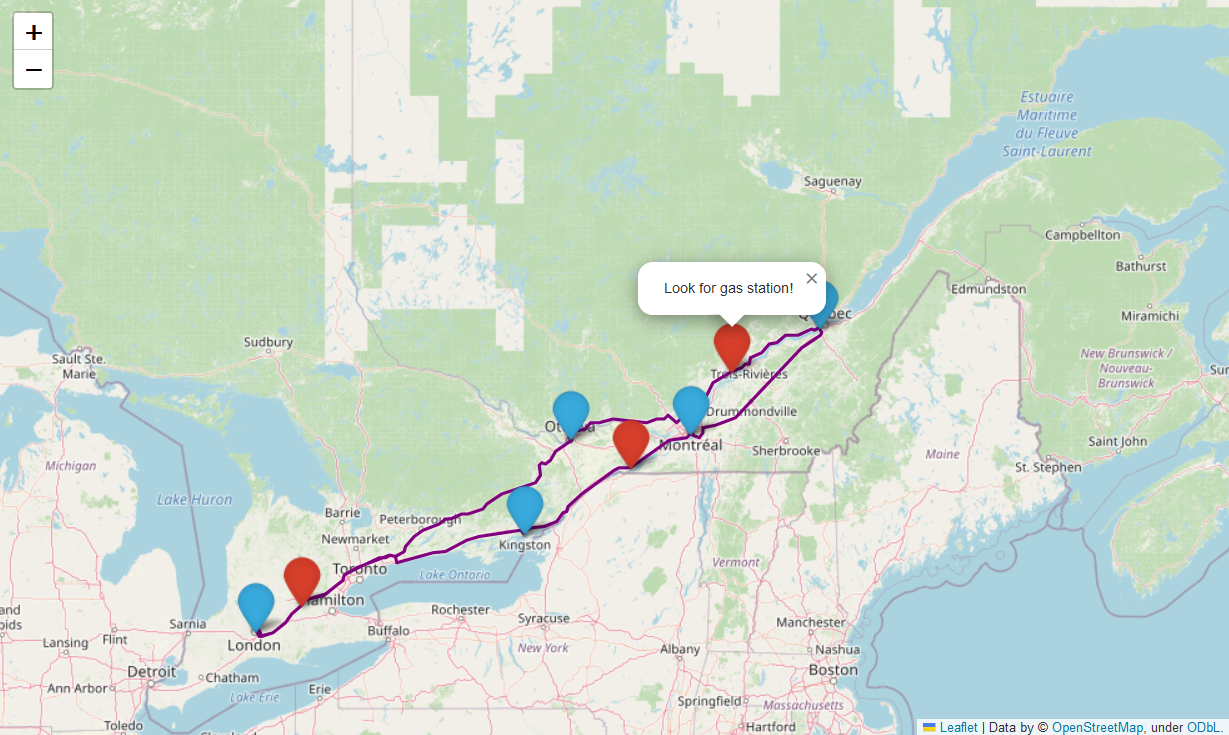 +
−
Estuaire
Maritime
du Fleuve
Saint-Laurent
Saguenay
Campbellton
Bathurst
Edmundston
Miramichi
Look for gas station! ×
Québec
Sudbury
Sault Ste.
Marie
New Brunswick /
Nouveau-
Brunswick
Trois-Rivières
Drummondville
Ottawa
Montréal
Sherbrooke
Saint John
St. Stephen
Maine
Michigan
Lake Huron
Barrie
Peterborough
Newmarket
Kingston
Toronto
Lake Ontario
Vermont
Hamilton
Rochester
Syracuse
Manchester
Sarnia
London
Buffalo
Flint
Lansing
New York
Albany
Nashua
Boston
Detroit
Chatham
Ann Arbor
Lake Erie
Erie
Springfield
Massachusetts
Toledo
Hartford
Leaflet | Data by © OpenStreetMap, under ODbL.